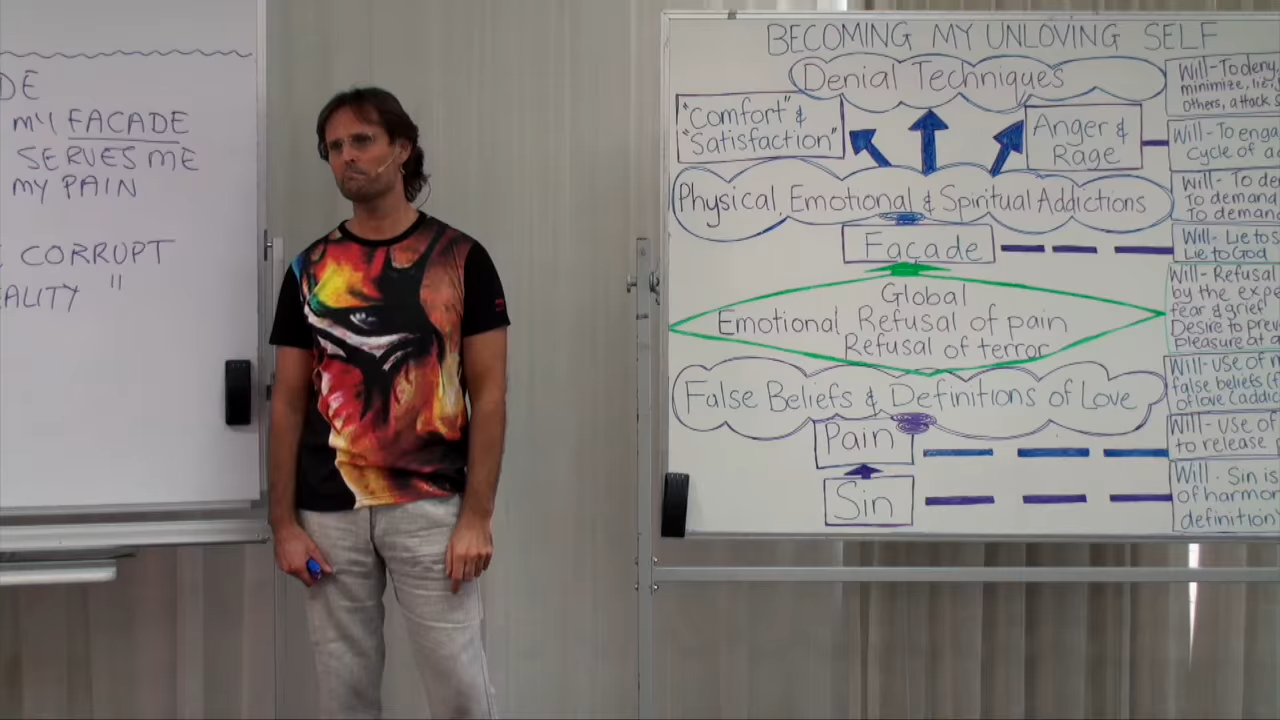 DE
MY FACADE
SERVES ME
MY PAIN
CORRUPT
ALITY "
BECOMING MY UNLOVING SELF
Denial Techniques
"Comfort" &
"Satisfaction"
Anger &
Rage
Physical, Emotional & Spiritual Addictions
Façade
Global
Emotional Refusal of pain
Refusal of terror
False Beliefs & Definitions of Love
Pain
Sin
Will - To deny,
minimize, lie,
others, attack s
Will - To enga
cycle of a
Will - To de
To demand
To deman
Will - Lie to s
Lie to God
Will - Refusal
by the expe
fear & grief
Desire to pre
pleasure at a
Will - use of
false beliefs (
of love (addic
Will - use of
to release
Will - Sin is
of harmon
definition